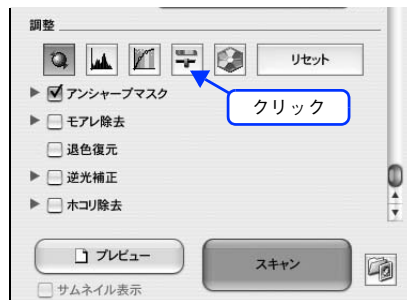 調整
リセット
アンシャープマスク
クリック
モアレ除去
退色復元
逆光補正
ホコリ除去
プレビュー
スキャン
サムネイル表示